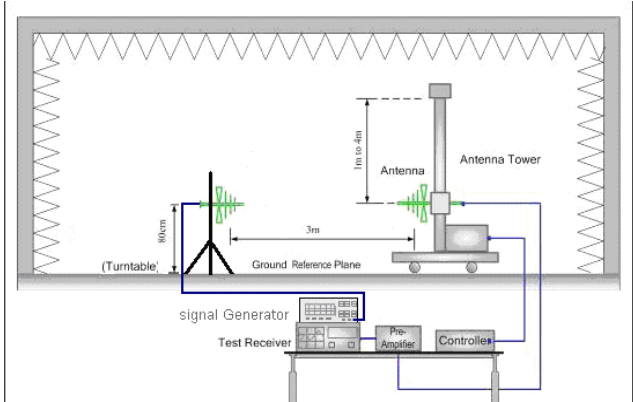 1m to 4m
Antenna
Antenna Tower
80cm
3m
(Turntable)
Ground Reference Plane
signal Generator
Test Receiver
Pre-
Amplifier
Controller